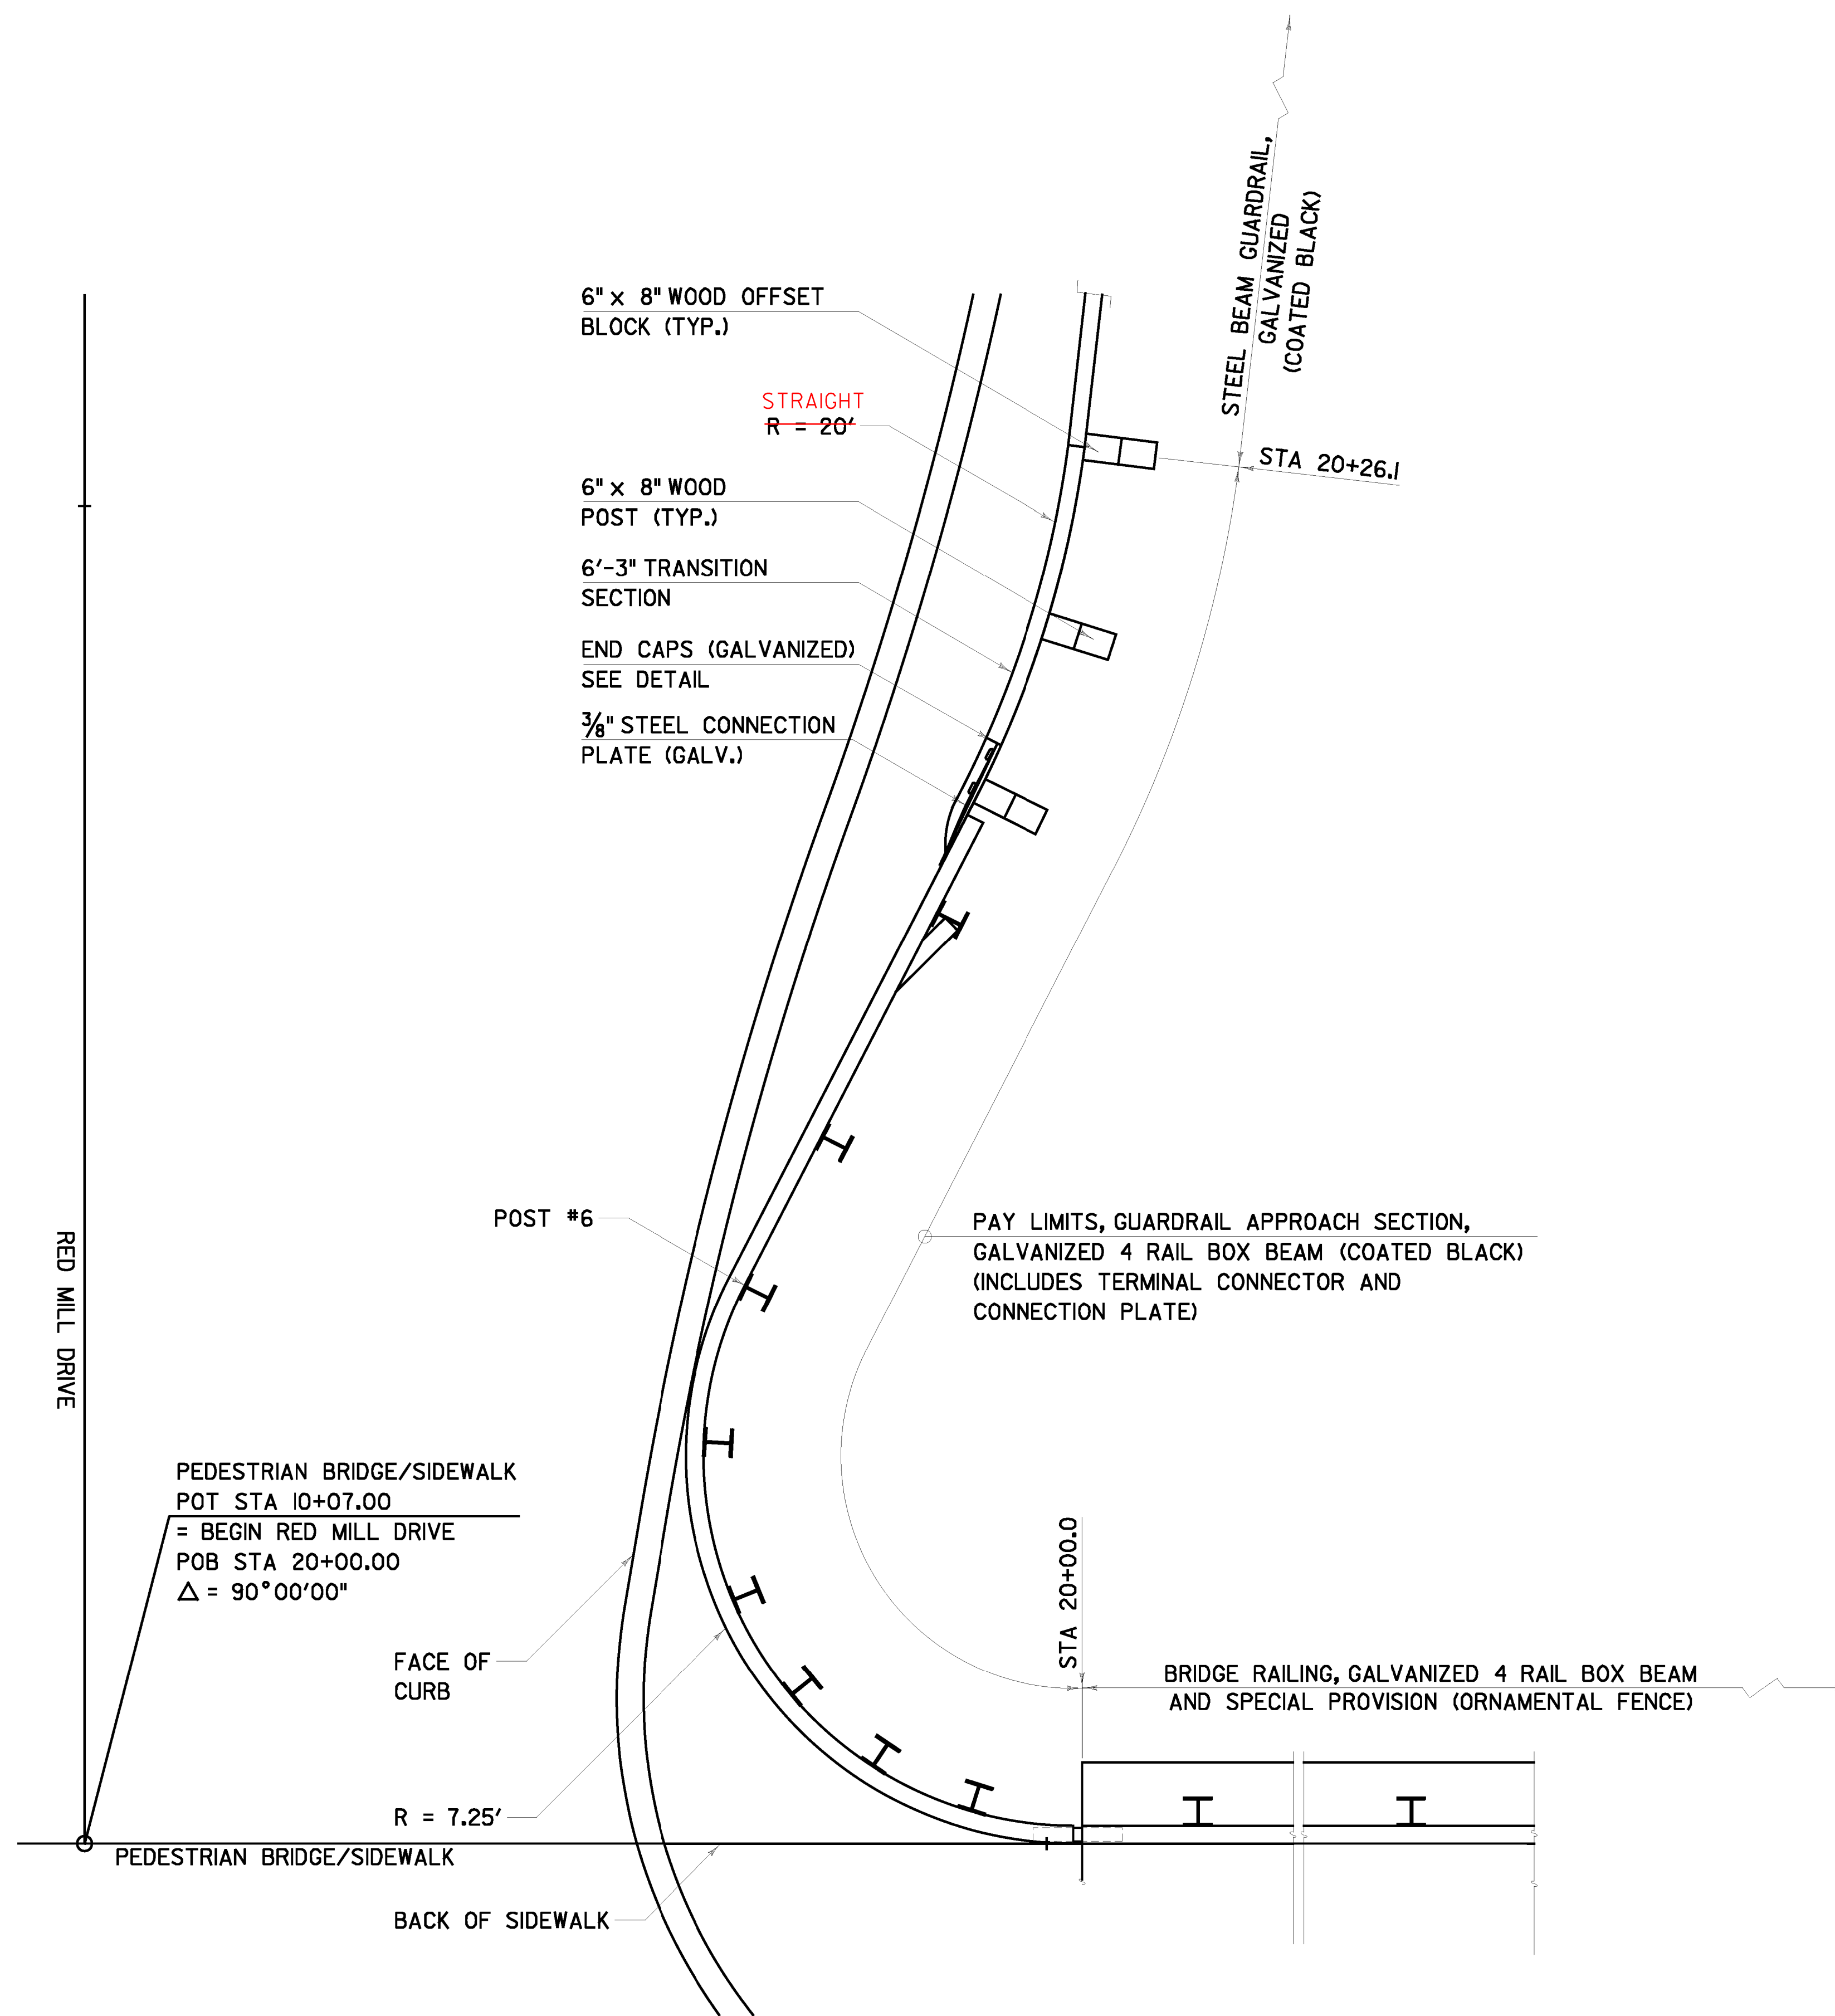 STEEL BEAM GUARDRAIL,
GALVANIZED
(COATED BLACK)
6" x 8" WOOD OFFSET
BLOCK (TYP.)
STRAIGHT
R = 20'
STA 20+26.1
6" x 8" WOOD
POST (TYP.)
6'-3" TRANSITION
SECTION
END CAPS (GALVANIZED)
SEE DETAIL
3/8" STEEL CONNECTION
PLATE (GALV.)
POST #6
PAY LIMITS, GUARDRAIL APPROACH SECTION,
GALVANIZED 4 RAIL BOX BEAM (COATED BLACK)
(INCLUDES TERMINAL CONNECTOR AND
CONNECTION PLATE)
RED MILL DRIVE
PEDESTRIAN BRIDGE/SIDEWALK
POT STA 10+07.00
= BEGIN RED MILL DRIVE
POB STA 20+00.00
△ = 90°00'00"
STA 20+00.0
FACE OF
CURB
BRIDGE RAILING, GALVANIZED 4 RAIL BOX BEAM
AND SPECIAL PROVISION (ORNAMENTAL FENCE)
R = 7.25'
PEDESTRIAN BRIDGE/SIDEWALK
BACK OF SIDEWALK